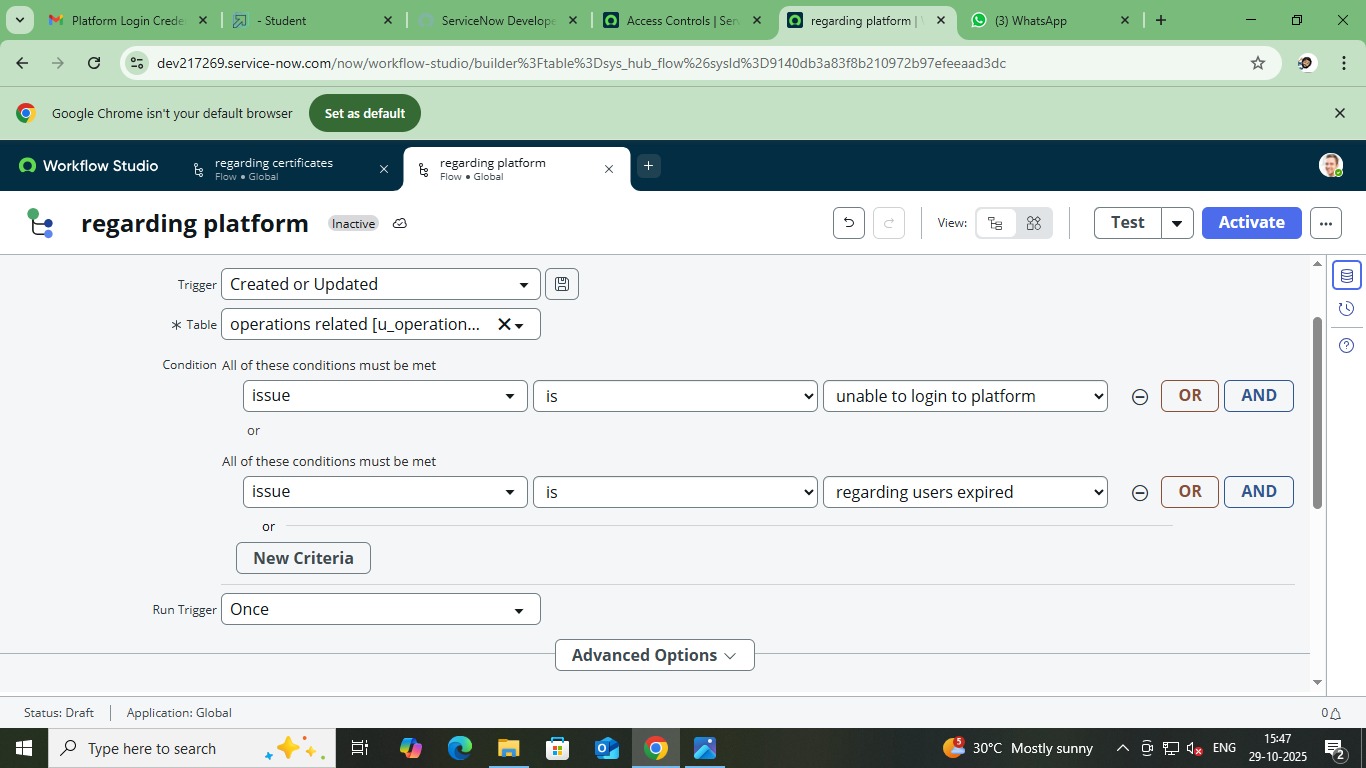 Platform Login Crede
- Student
ServiceNow Develope
Access Controls | Ser
regarding platform |
(3) WhatsApp
dev217269.service-now.com/now/workflow-studio/builder%3Ftable%3Dsys_hub_flow%26sysId%3D9140db3a83f8b210972b97efeeaad3dc
Google Chrome isn't your default browser
Set as default
Workflow Studio
regarding certificates
Flow • Global
regarding platform
Flow • Global
regarding platform
Inactive
View:
Test
Activate
Trigger
Created or Updated
* Table
operations related [u_operation...
Condition
All of these conditions must be met
issue
is
unable to login to platform
OR
AND
or
All of these conditions must be met
issue
is
regarding users expired
OR
AND
or
New Criteria
Run Trigger
Once
Advanced Options
Status: Draft
Application: Global
0
Type here to search
5
30°C Mostly sunny
ENG
15:47
29-10-2025
2